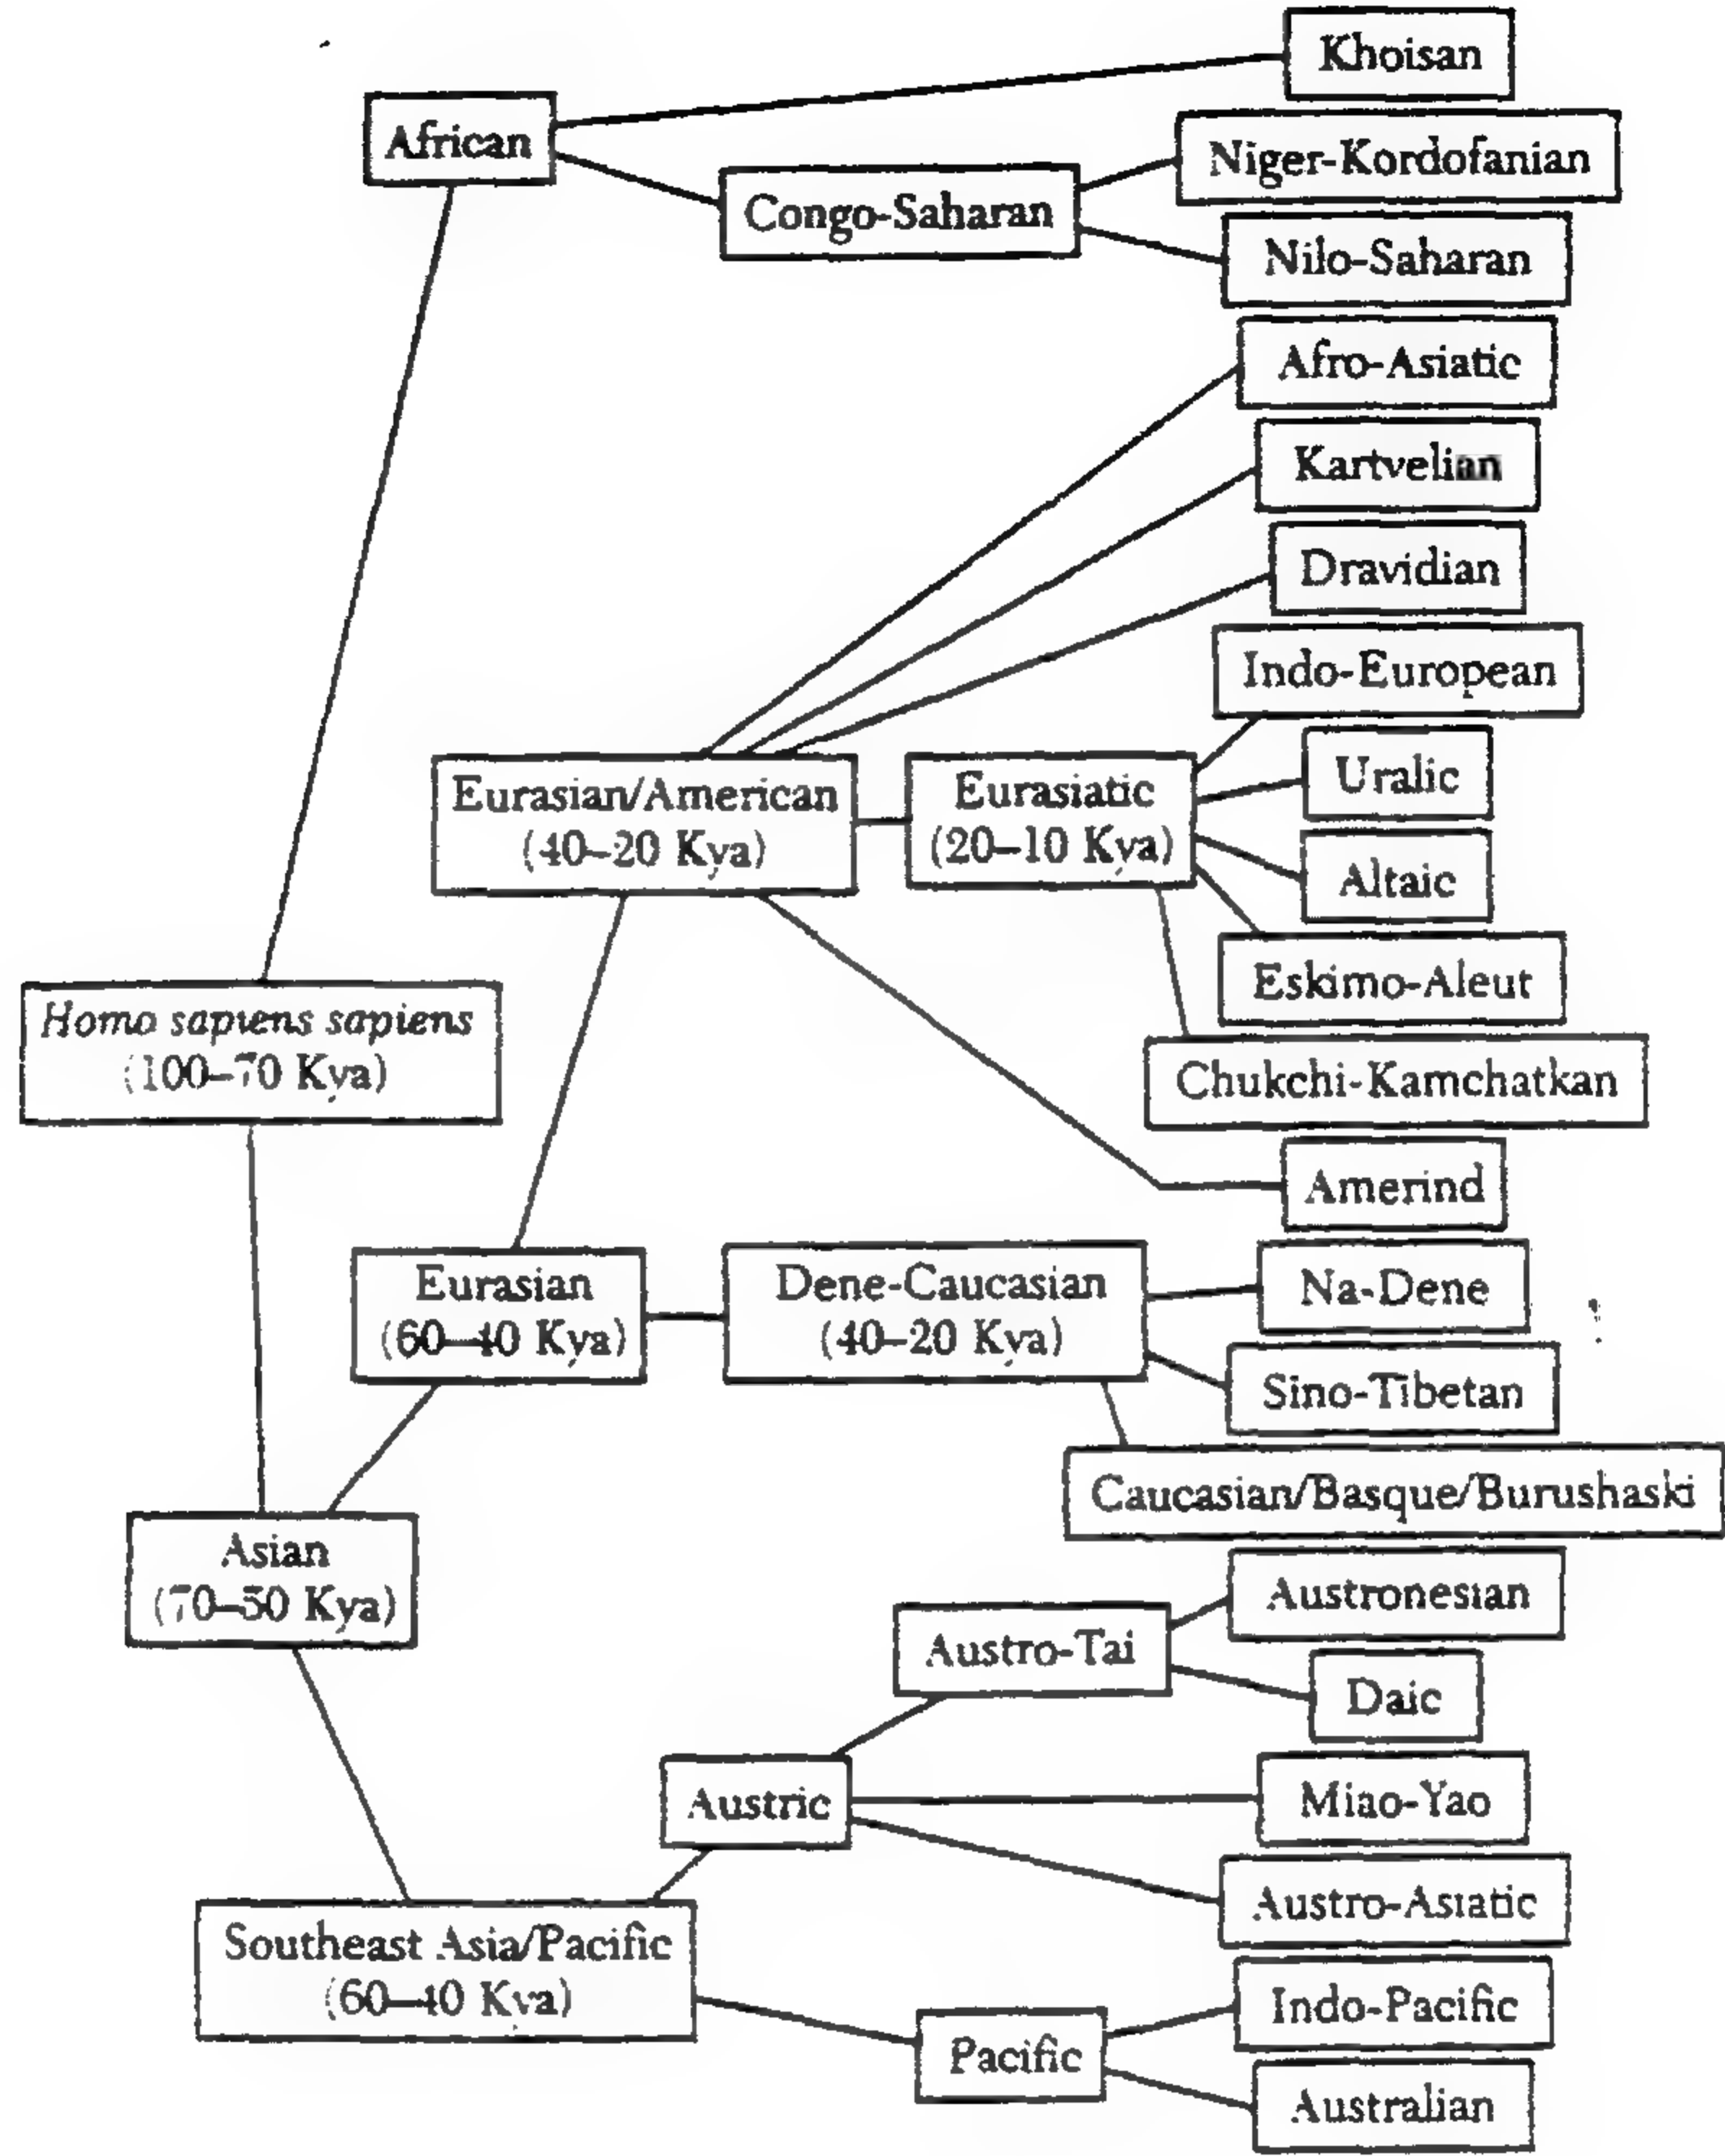 Khoisan
African
Niger-Kordofanian
Congo-Saharan
Nilo-Saharan
Afro-Asiatic
Kartvelian
Dravidian
Indo-European
Uralic
Eurasian/American
(40–20 Kya)
Eurasiatic
(20–10 Kya)
Altaic
Eskimo-Aleut
Homo sapiens sapiens
(100–70 Kya)
Chukchi-Kamchatkan
Amerind
Eurasian
(60–40 Kya)
Dene-Caucasian
(40–20 Kya)
Na-Dene
Sino-Tibetan
Caucasian/Basque/Burushaski
Asian
(70–50 Kya)
Austronesian
Austro-Tai
Daic
Austric
Miao-Yao
Austro-Asiatic
Southeast Asia/Pacific
(60–40 Kya)
Indo-Pacific
Pacific
Australian